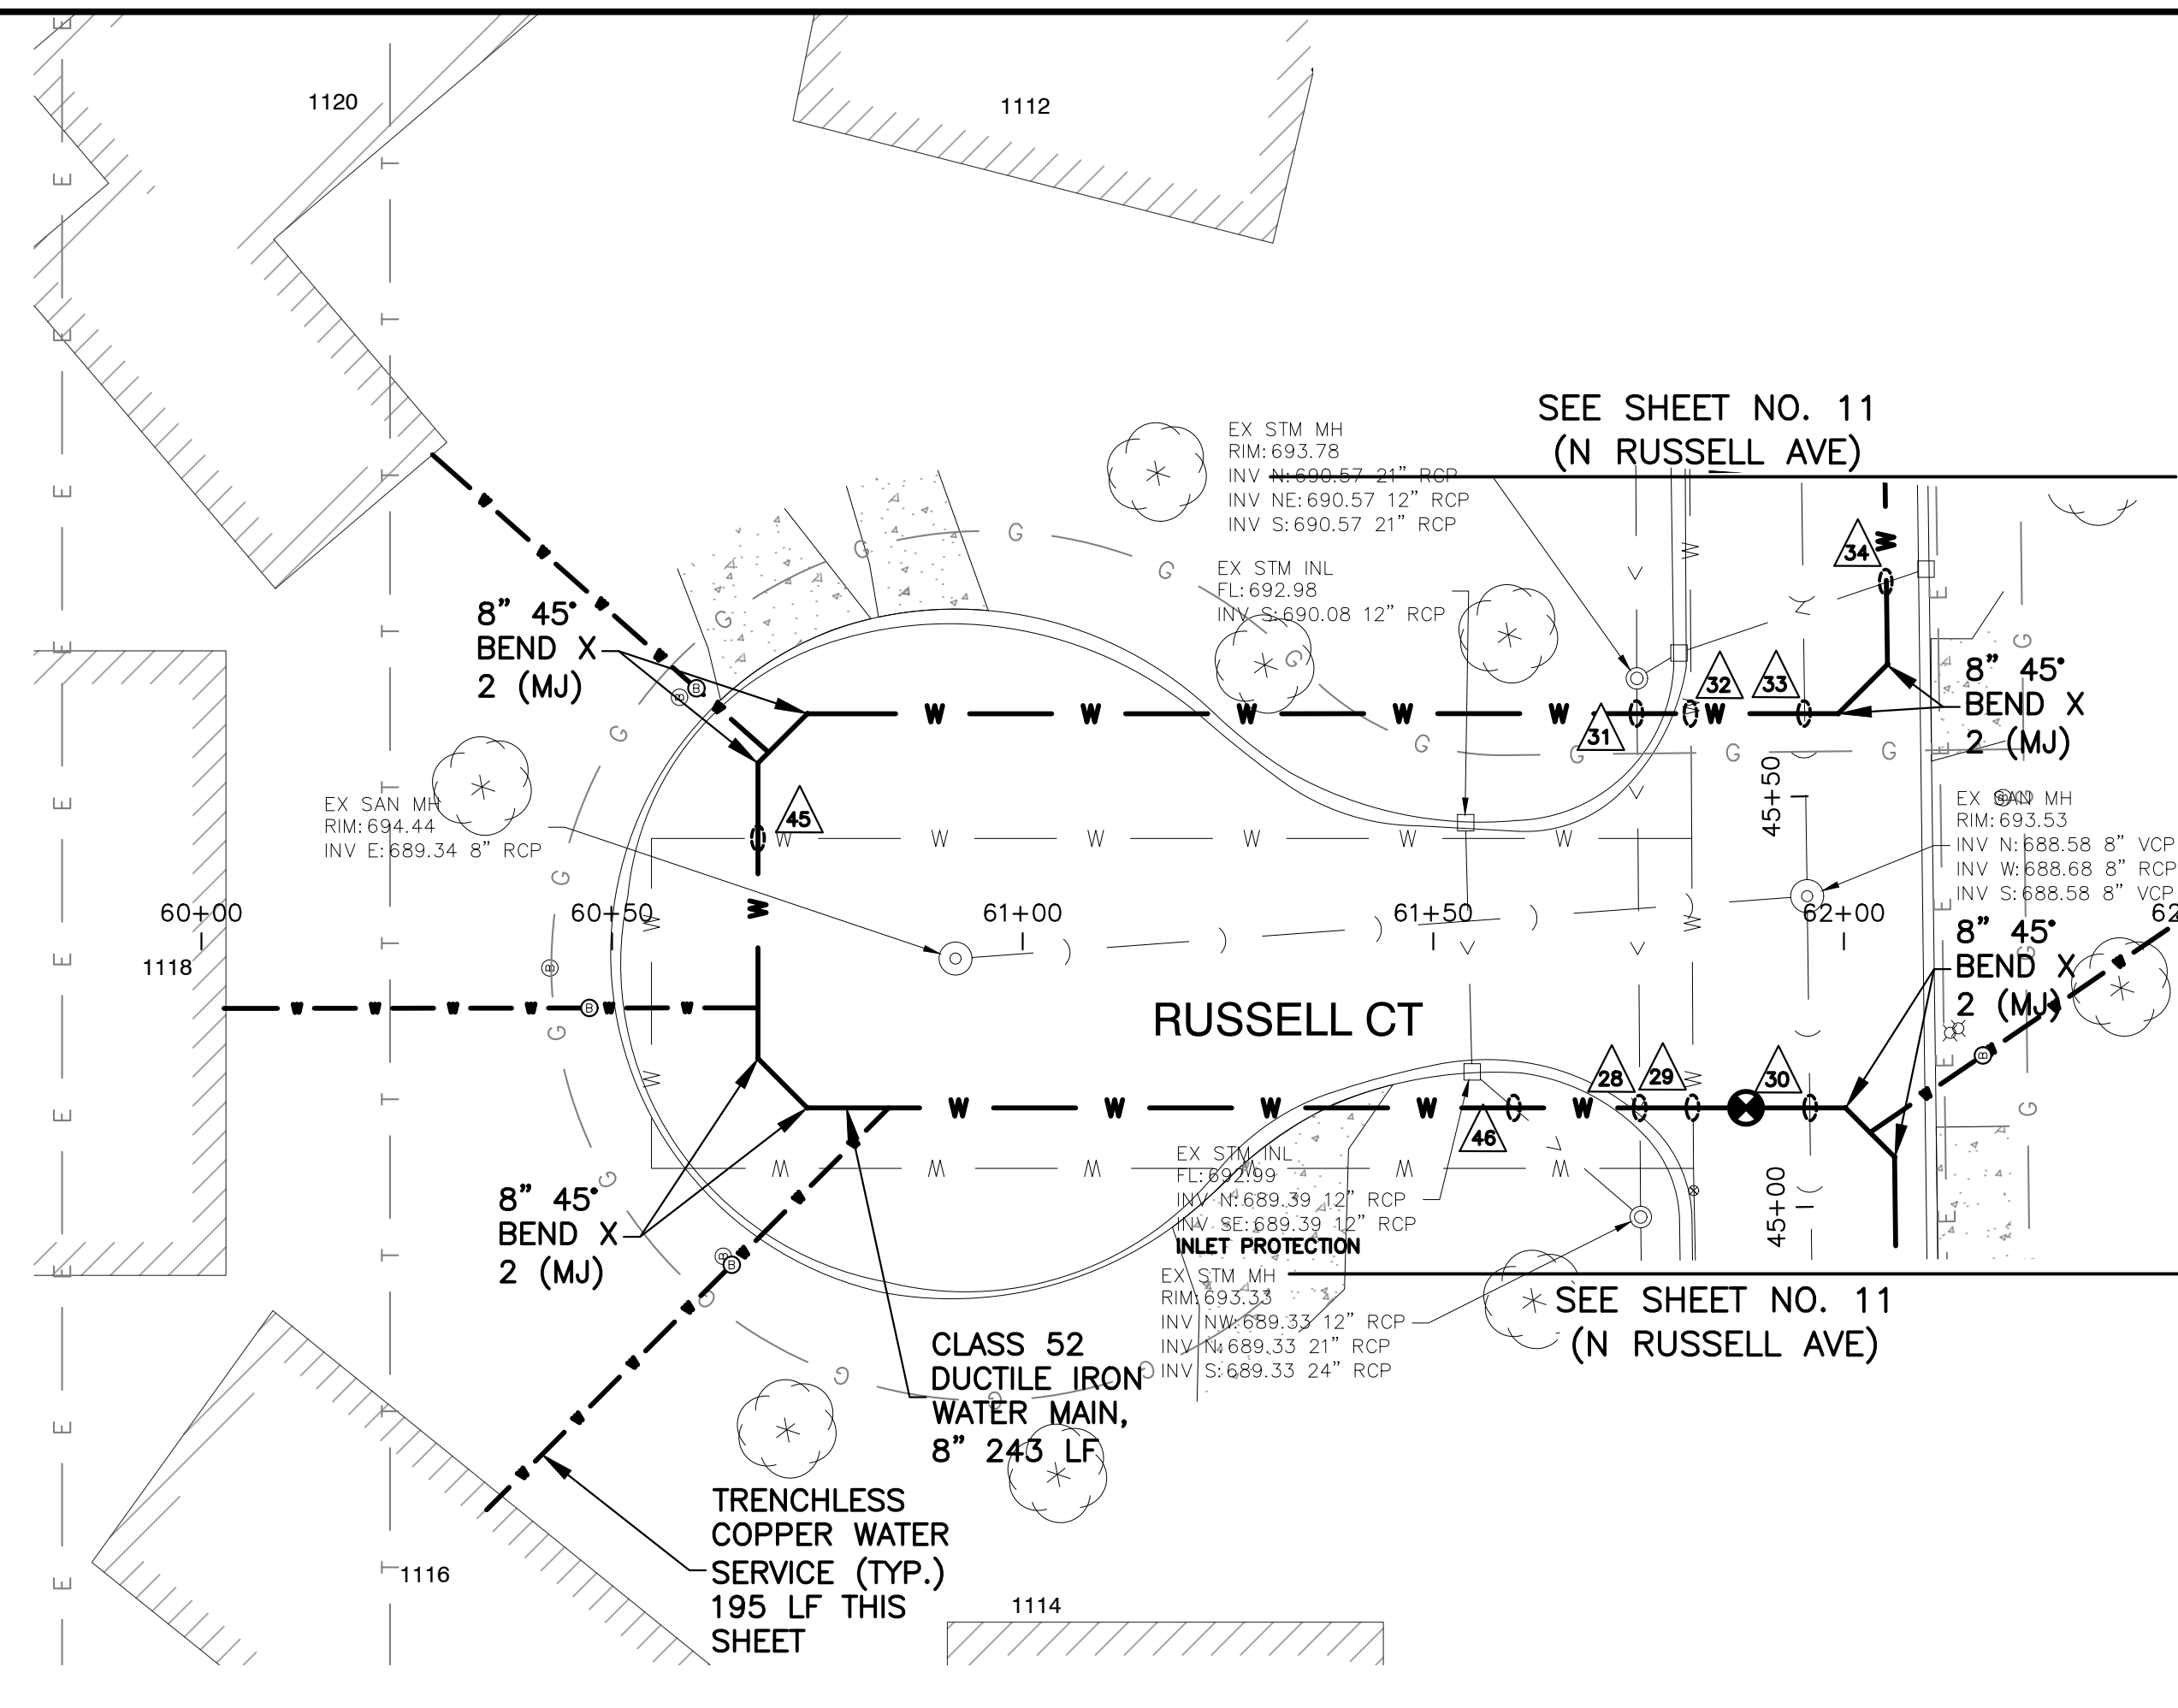 1120
1112
SEE SHEET NO. 11
(N RUSSELL AVE)
EX STM MH
RIM:693.78
INV N:690.57 21" RCP
INV NE:690.57 12" RCP
INV S:690.57 21" RCP
EX STM INL
FL:692.98
INV S:690.08 12" RCP
34
8" 45°
BEND X
2 (MJ)
32
33
31
8" 45°
BEND X
2 (MJ)
45
EX SAN MH
RIM:694.44
INV E:689.34 8" RCP
45+50
EX SAN MH
RIM:693.53
INV N:688.58 8" VCP
INV W:688.68 8" RCP
INV S:688.58 8" VCP
60+00
60+50
61+00
61+50
62+00
62
1118
8" 45°
BEND X
2 (MJ)
RUSSELL CT
28
29
30
46
EX STM INL
FL:692.99
INV N:689.39 12" RCP
INV SE:689.39 12" RCP
INLET PROTECTION
45+00
8" 45°
BEND X
2 (MJ)
EX STM MH
RIM:693.33
INV NW:689.33 12" RCP
INV N:689.33 21" RCP
INV S:689.33 24" RCP
SEE SHEET NO. 11
(N RUSSELL AVE)
CLASS 52
DUCTILE IRON
WATER MAIN,
8" 243 LF
TRENCHLESS
COPPER WATER
SERVICE (TYP.)
195 LF THIS
SHEET
1116
1114